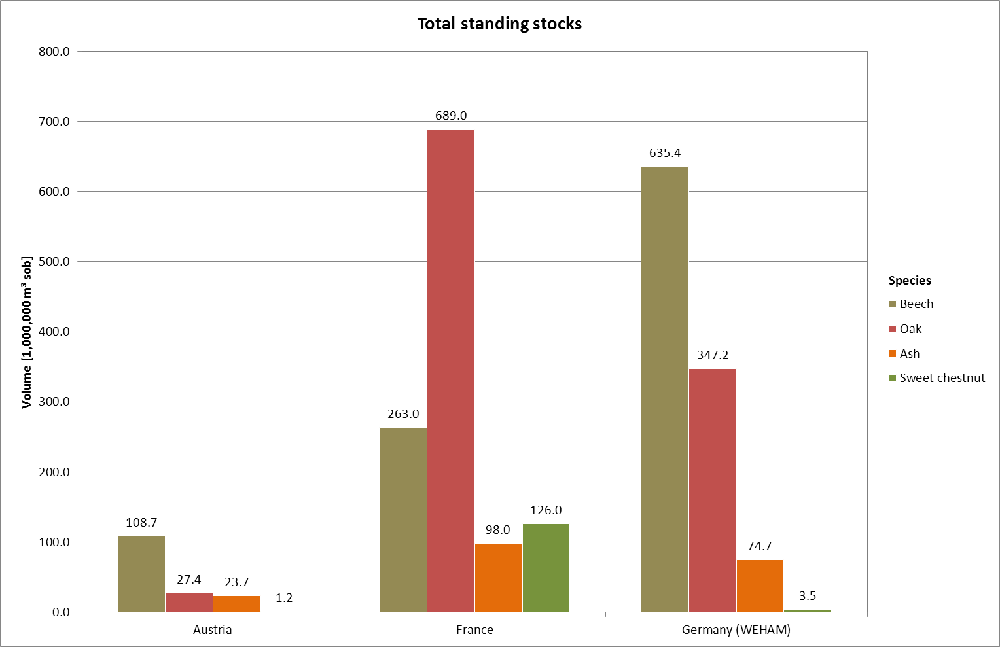 Total standing stocks
Volume [1,000,000 m³ sob]
800.0
700.0
600.0
500.0
400.0
300.0
200.0
100.0
0.0
108.7
27.4
23.7
1.2
263.0
689.0
98.0
126.0
635.4
347.2
74.7
3.5
Austria
France
Germany (WEHAM)
Species
Beech
Oak
Ash
Sweet chestnut